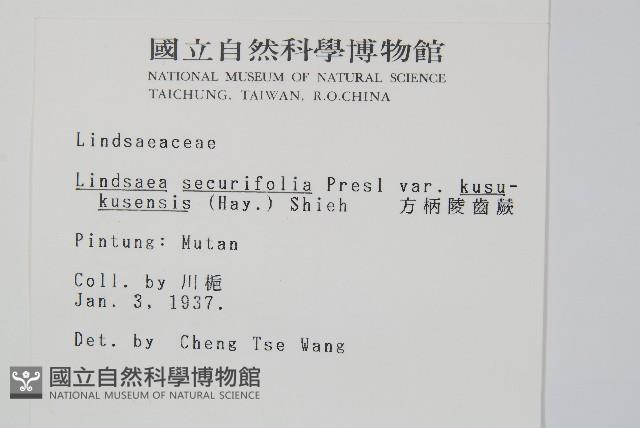 國立自然科學博物館
NATIONAL MUSEUM OF NATURAL SCIENCE
TAICHUNG, TAIWAN, R.O.CHINA
Lindsaeaceae
Lindsaea securifolia Presl var. kusu-
kusensis (Hay.) Shieh 方柄陵齒蕨
Pintung: Mutan
Coll. by 川梔
Jan. 3, 1937.
Det. by Cheng Tse Wang
國立自然科學博物館
NATIONAL MUSEUM OF NATURAL SCIENCE